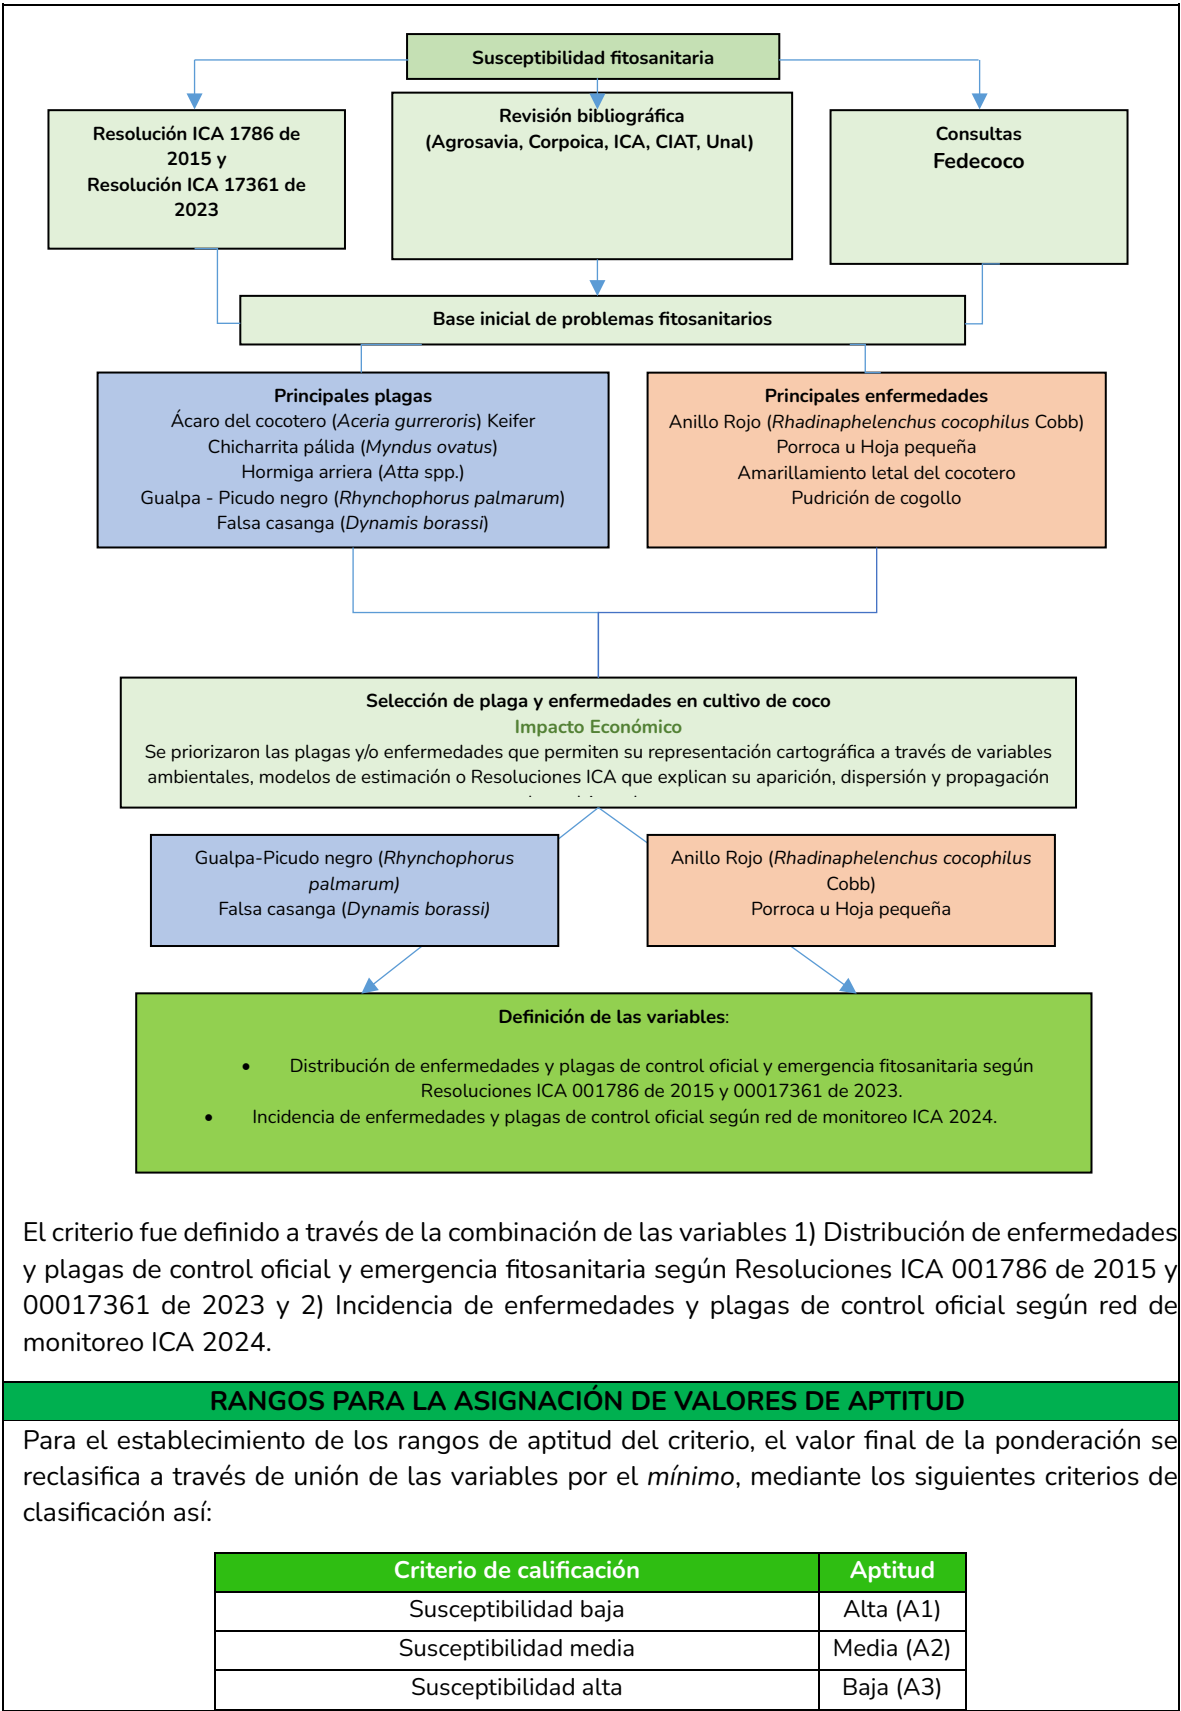 Susceptibilidad fitosanitaria
Resolución ICA 1786 de
2015 y
Resolución ICA 17361 de
2023
Revisión bibliográfica
(Agrosavia, Corpoica, ICA, CIAT, Unal)
Consultas
Fedecoco
Base inicial de problemas fitosanitarios
Principales plagas
Ácaro del cocotero (Aceria gurreroris) Keifer
Chicharrita pálida (Myndus ovatus)
Hormiga arriera (Atta spp.)
Gualpa - Picudo negro (Rhynchophorus palmarum)
Falsa casanga (Dynamis borassi)
Principales enfermedades
Anillo Rojo (Rhadinaphelenchus cocophilus Cobb)
Porroca u Hoja pequeña
Amarillamiento letal del cocotero
Pudrición de cogollo
Selección de plaga y enfermedades en cultivo de coco
Impacto Económico
Se priorizaron las plagas y/o enfermedades que permiten su representación cartográfica a través de variables
ambientales, modelos de estimación o Resoluciones ICA que explican su aparición, dispersión y propagación
Gualpa-Picudo negro (Rhynchophorus
palmarum)
Falsa casanga (Dynamis borassi)
Anillo Rojo (Rhadinaphelenchus cocophilus
Cobb)
Porroca u Hoja pequeña
Definición de las variables:
• Distribución de enfermedades y plagas de control oficial y emergencia fitosanitaria según
Resoluciones ICA 001786 de 2015 y 00017361 de 2023.
• Incidencia de enfermedades y plagas de control oficial según red de monitoreo ICA 2024.
El criterio fue definido a través de la combinación de las variables 1) Distribución de enfermedades
y plagas de control oficial y emergencia fitosanitaria según Resoluciones ICA 001786 de 2015 y
00017361 de 2023 y 2) Incidencia de enfermedades y plagas de control oficial según red de
monitoreo ICA 2024.
RANGOS PARA LA ASIGNACIÓN DE VALORES DE APTITUD
Para el establecimiento de los rangos de aptitud del criterio, el valor final de la ponderación se
reclasifica a través de unión de las variables por el mínimo, mediante los siguientes criterios de
clasificación así:
Criterio de calificación Aptitud
Susceptibilidad baja Alta (A1)
Susceptibilidad media Media (A2)
Susceptibilidad alta Baja (A3)